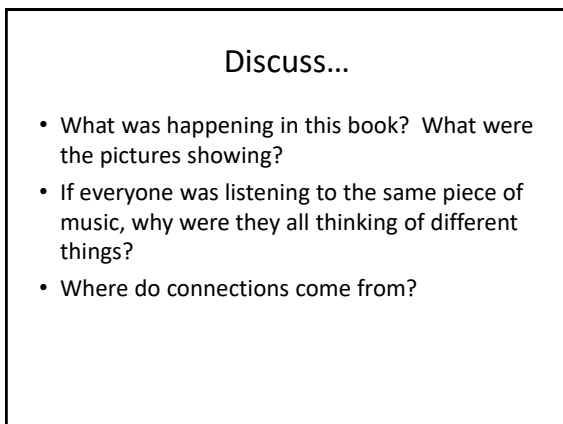 Discuss…
• What was happening in this book?  What were
the pictures showing?
• If everyone was listening to the same piece of
music, why were they all thinking of different
things?
• Where do connections come from?